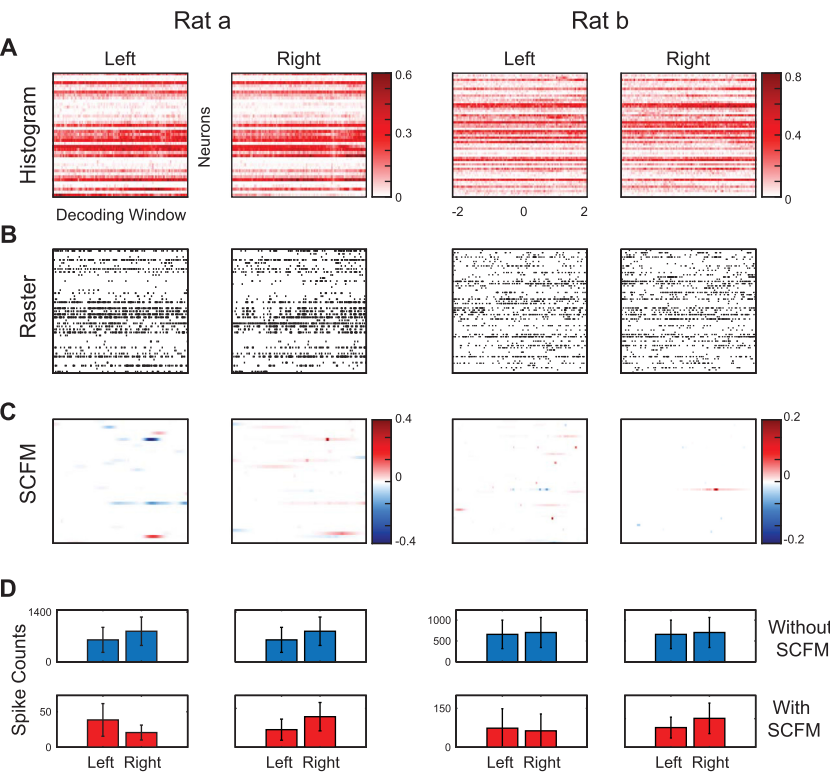 Rat a Rat b
A
Left Right Left Right
Histogram
0.6
0.3
0
Neurons
0.8
0.4
0
Decoding Window
-2 0 2
B
Raster
C
SCFM
0.4
0
-0.4
0.2
0
-0.2
D
Spike Counts
1400
0
1000
500
0
Without
SCFM
50
0
150
0
With
SCFM
Left Right Left Right Left Right Left Right